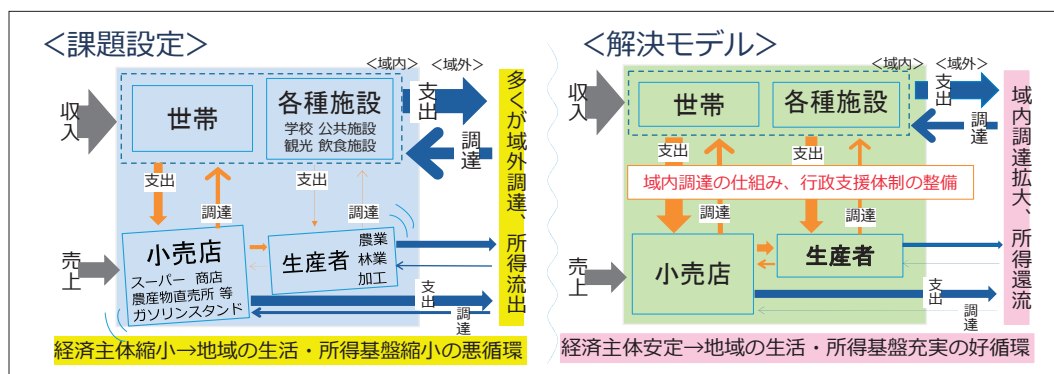 <課題設定>
<域内>
<域外>
収入
世帯
各種施設
学校 公共施設
観光 飲食施設
支出
調達
支出
調達
支出
調達
売上
小売店
スーパー 商店
農産物直売所 等
ガソリンスタンド
生産者
農業
林業
加工
支出
調達
多くが域外調達、所得流出
経済主体縮小→地域の生活・所得基盤縮小の悪循環
<解決モデル>
<域内>
<域外>
収入
世帯
各種施設
支出
調達
支出
支出
域内調達の仕組み、行政支援体制の整備
調達
調達
売上
小売店
生産者
支出
調達
域内調達拡大、所得還流
経済主体安定→地域の生活・所得基盤充実の好循環